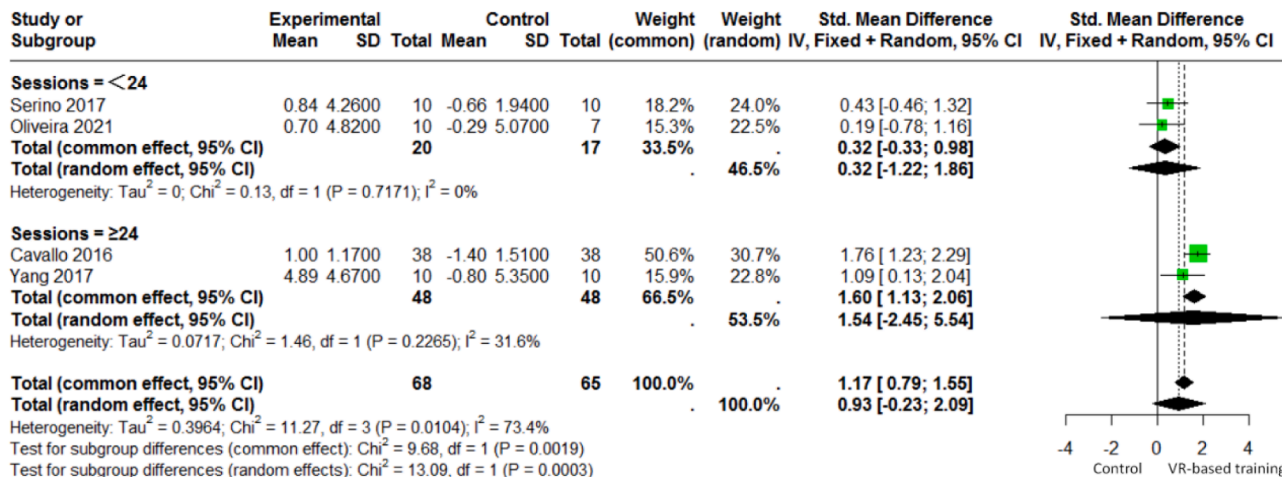 Study or Experimental Control Weight Weight Std. Mean Difference Std. Mean Difference
Subgroup Mean SD Total Mean SD Total (common) (random) IV, Fixed + Random, 95% CI IV, Fixed + Random, 95% CI
Sessions = <24
Serino 2017 0.84 4.2600 10 -0.66 1.9400 10 18.2% 24.0% 0.43 [-0.46; 1.32]
Oliveira 2021 0.70 4.8200 10 -0.29 5.0700 7 15.3% 22.5% 0.19 [-0.78; 1.16]
Total (common effect, 95% CI) 20 17 33.5% . 0.32 [-0.33; 0.98]
Total (random effect, 95% CI) . 46.5% 0.32 [-1.22; 1.86]
Heterogeneity: Tau² = 0; Chi² = 0.13, df = 1 (P = 0.7171); I² = 0%
Sessions = ≥24
Cavallo 2016 1.00 1.1700 38 -1.40 1.5100 38 50.6% 30.7% 1.76 [ 1.23; 2.29]
Yang 2017 4.89 4.6700 10 -0.80 5.3500 10 15.9% 22.8% 1.09 [ 0.13; 2.04]
Total (common effect, 95% CI) 48 48 66.5% . 1.60 [ 1.13; 2.06]
Total (random effect, 95% CI) . 53.5% 1.54 [-2.45; 5.54]
Heterogeneity: Tau² = 0.0717; Chi² = 1.46, df = 1 (P = 0.2265); I² = 31.6%
Total (common effect, 95% CI) 68 65 100.0% . 1.17 [ 0.79; 1.55]
Total (random effect, 95% CI) . 100.0% 0.93 [-0.23; 2.09]
Heterogeneity: Tau² = 0.3964; Chi² = 11.27, df = 3 (P = 0.0104); I² = 73.4%
Test for subgroup differences (common effect): Chi² = 9.68, df = 1 (P = 0.0019)
Test for subgroup differences (random effects): Chi² = 13.09, df = 1 (P = 0.0003)
-4 -2 0 2 4
Control VR-based training